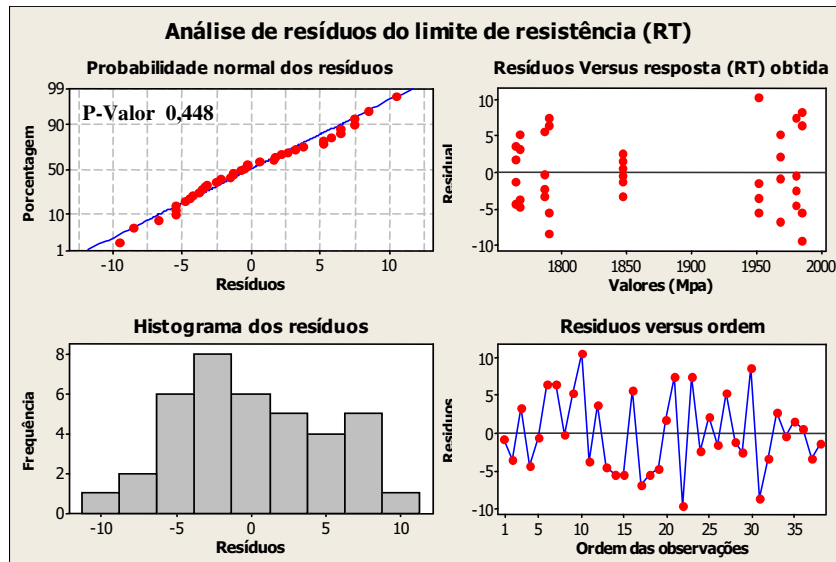 Análise de resíduos do limite de resistência (RT)
Probabilidade normal dos resíduos
P-Valor 0,448
Porcentagem
99
90
50
10
1
-10 -5 0 5 10
Resíduos
Resíduos Versus resposta (RT) obtida
Residual
10
5
0
-5
-10
1800 1850 1900 1950 2000
Valores (Mpa)
Histograma dos resíduos
Frequência
8
6
4
2
0
-10 -5 0 5 10
Resíduos
Residuos versus ordem
Residuos
10
5
0
-5
-10
1 5 10 15 20 25 30 35
Ordem das observações